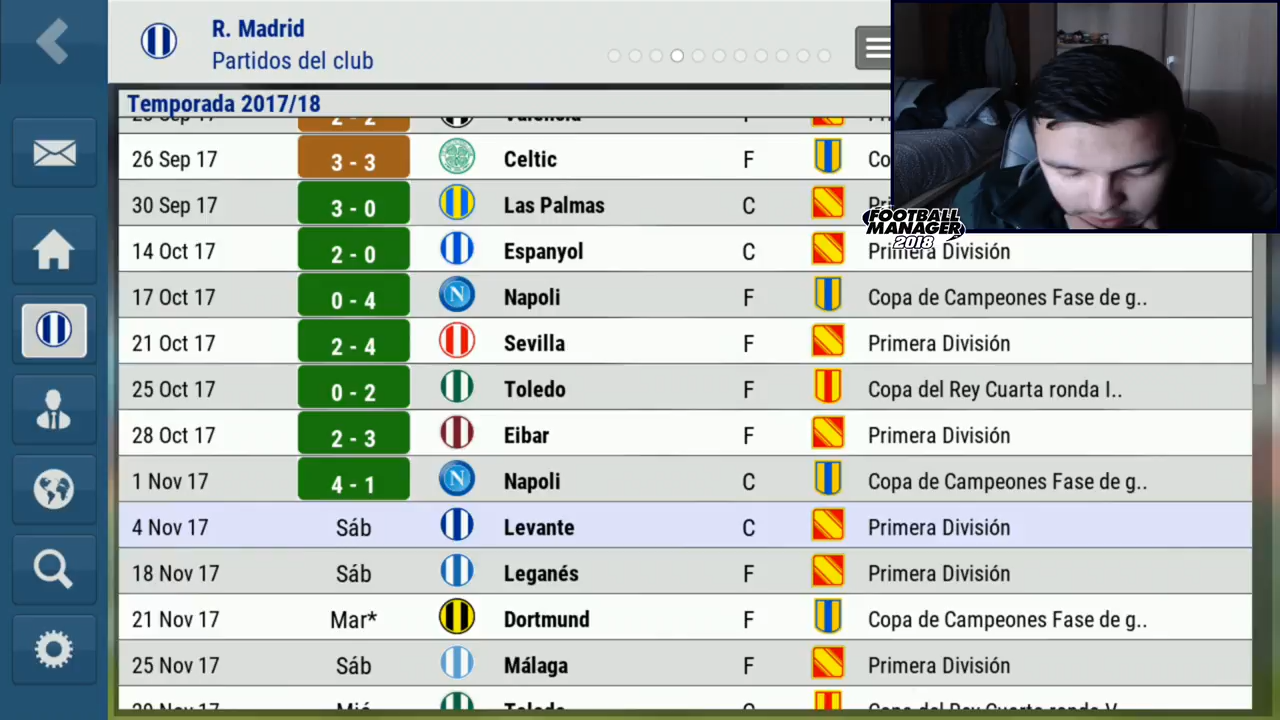 R. Madrid
Partidos del club
Temporada 2017/18
2 - 2 Valencia
26 Sep 17 3 - 3 Celtic F Co
30 Sep 17 3 - 0 Las Palmas C
FOOTBALL
MANAGER
2018
14 Oct 17 2 - 0 Espanyol C Primera División
17 Oct 17 0 - 4 N Napoli F Copa de Campeones Fase de g..
21 Oct 17 2 - 4 Sevilla F Primera División
25 Oct 17 0 - 2 Toledo F Copa del Rey Cuarta ronda I..
28 Oct 17 2 - 3 Eibar F Primera División
1 Nov 17 4 - 1 N Napoli C Copa de Campeones Fase de g..
4 Nov 17 Sáb Levante C Primera División
18 Nov 17 Sáb Leganés F Primera División
21 Nov 17 Mar* Dortmund F Copa de Campeones Fase de g..
25 Nov 17 Sáb Málaga F Primera División